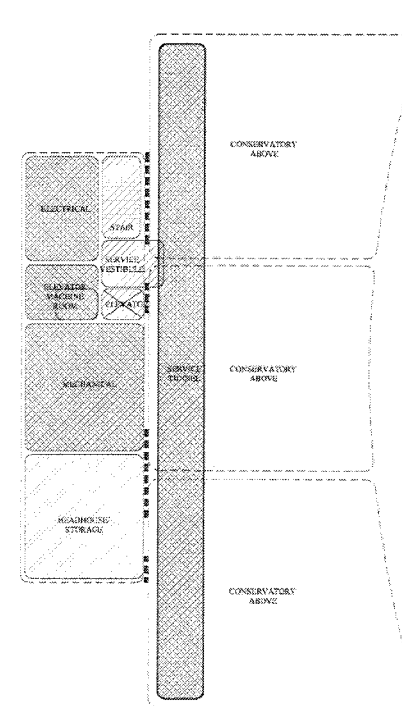 CONSERVATORY
ABOVE
ELECTRICAL
STAIR
SERVICE
VESTIBULE
ELEVATOR
MACHINE
ROOM
ELEVATOR
MECHANICAL
SERVICE
TUNNEL
CONSERVATORY
ABOVE
HEADHOUSE/
STORAGE
CONSERVATORY
ABOVE